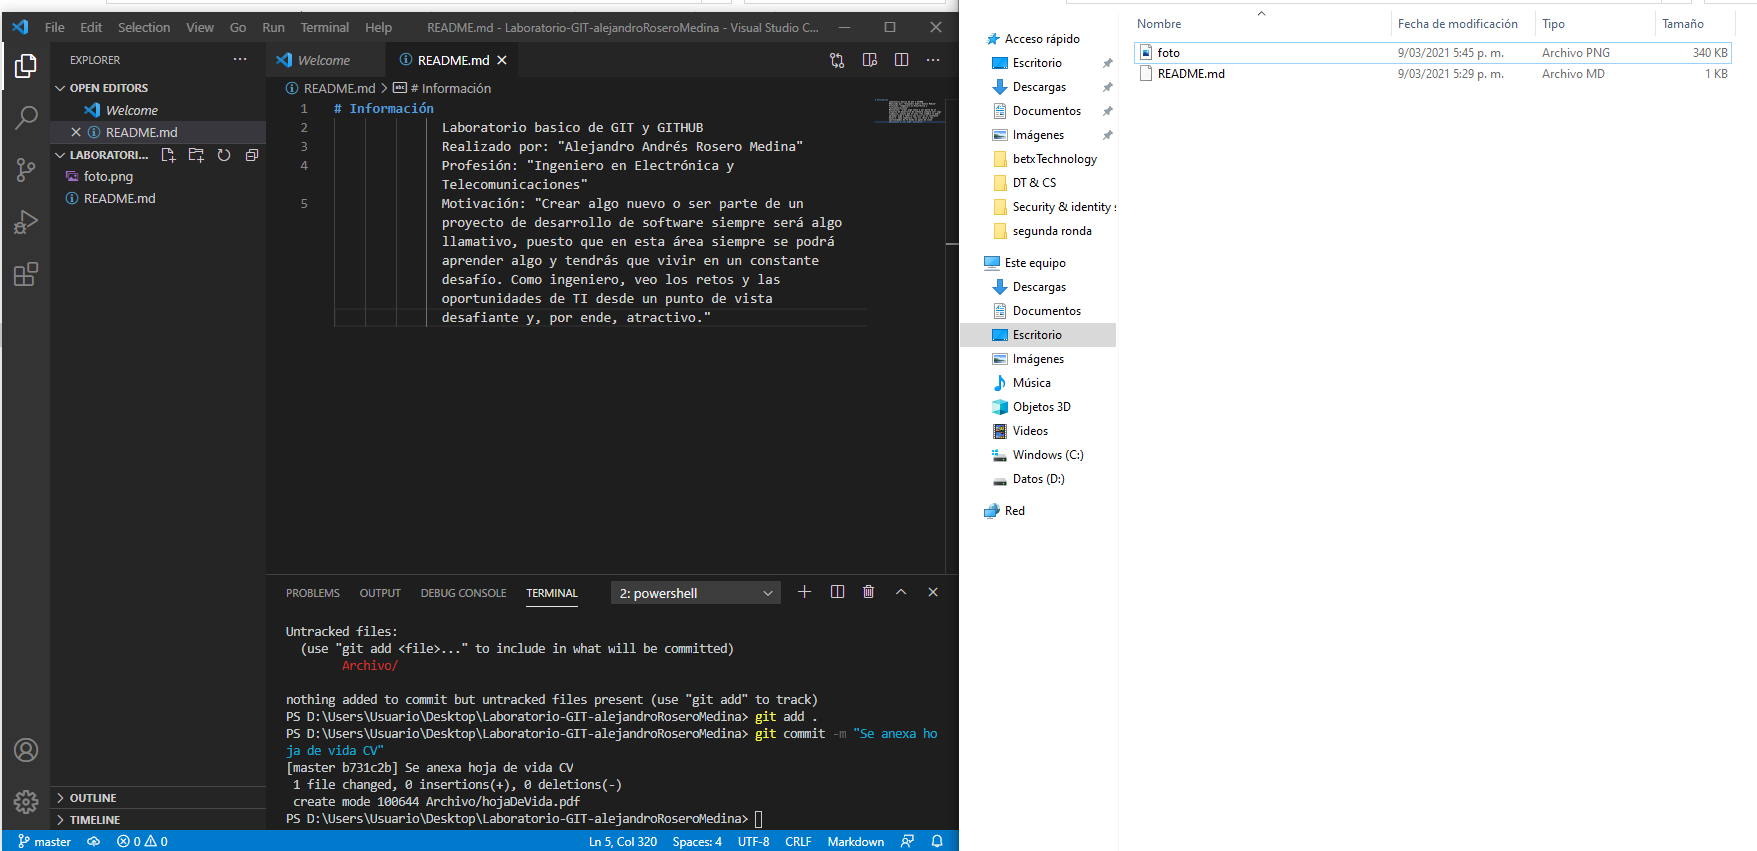 File Edit Selection View Go Run Terminal Help README.md - Laboratorio-GIT-alejandroRoseroMedina - Visual Studio C...
EXPLORER
OPEN EDITORS
Welcome
README.md
LABORATORI...
foto.png
README.md
OUTLINE
TIMELINE
Welcome README.md
README.md > # Información
1 # Información
2 Laboratorio basico de GIT y GITHUB
3 Realizado por: "Alejandro Andrés Rosero Medina"
4 Profesión: "Ingeniero en Electrónica y
Telecomunicaciones"
5 Motivación: "Crear algo nuevo o ser parte de un
proyecto de desarrollo de software siempre será algo
llamativo, puesto que en esta área siempre se podrá
aprender algo y tendrás que vivir en un constante
desafío. Como ingeniero, veo los retos y las
oportunidades de TI desde un punto de vista
desafiante y, por ende, atractivo."
PROBLEMS OUTPUT DEBUG CONSOLE TERMINAL 2: powershell
Untracked files:
(use "git add <file>..." to include in what will be committed)
Archivo/
nothing added to commit but untracked files present (use "git add" to track)
PS D:\Users\Usuario\Desktop\Laboratorio-GIT-alejandroRoseroMedina> git add .
PS D:\Users\Usuario\Desktop\Laboratorio-GIT-alejandroRoseroMedina> git commit -m "Se anexa ho
ja de vida CV"
[master b731c2b] Se anexa hoja de vida CV
1 file changed, 0 insertions(+), 0 deletions(-)
create mode 100644 Archivo/hojaDeVida.pdf
PS D:\Users\Usuario\Desktop\Laboratorio-GIT-alejandroRoseroMedina>
master 0 0 Ln 5, Col 320 Spaces: 4 UTF-8 CRLF Markdown
Acceso rápido
Escritorio
Descargas
Documentos
Imágenes
betxTechnology
DT & CS
Security & identity s
segunda ronda
Este equipo
Descargas
Documentos
Escritorio
Imágenes
Música
Objetos 3D
Videos
Windows (C:)
Datos (D:)
Red
Nombre Fecha de modificación Tipo Tamaño
foto 9/03/2021 5:45 p. m. Archivo PNG 340 KB
README.md 9/03/2021 5:29 p. m. Archivo MD 1 KB